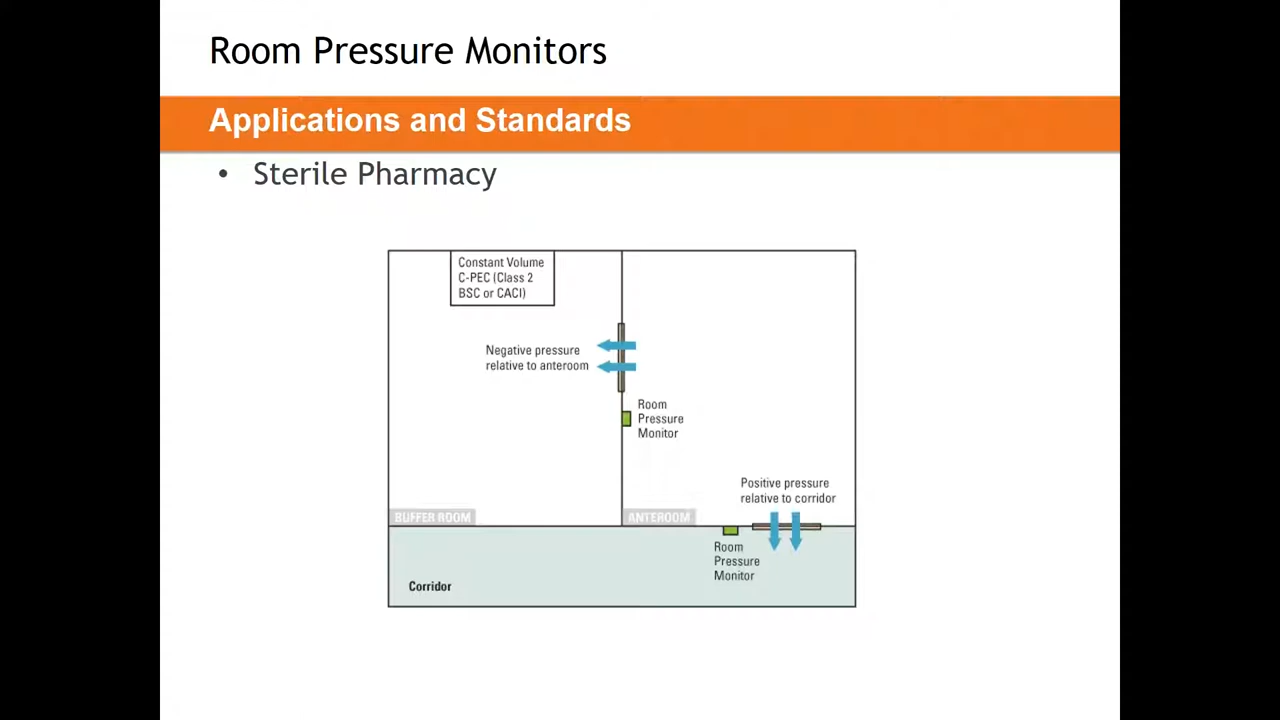 Room Pressure Monitors
Applications and Standards
• Sterile Pharmacy
Constant Volume
C-PEC (Class 2
BSC or CACI)
Negative pressure
relative to anteroom
Room
Pressure
Monitor
Positive pressure
relative to corridor
BUFFER ROOM
ANTEROOM
Room
Pressure
Monitor
Corridor